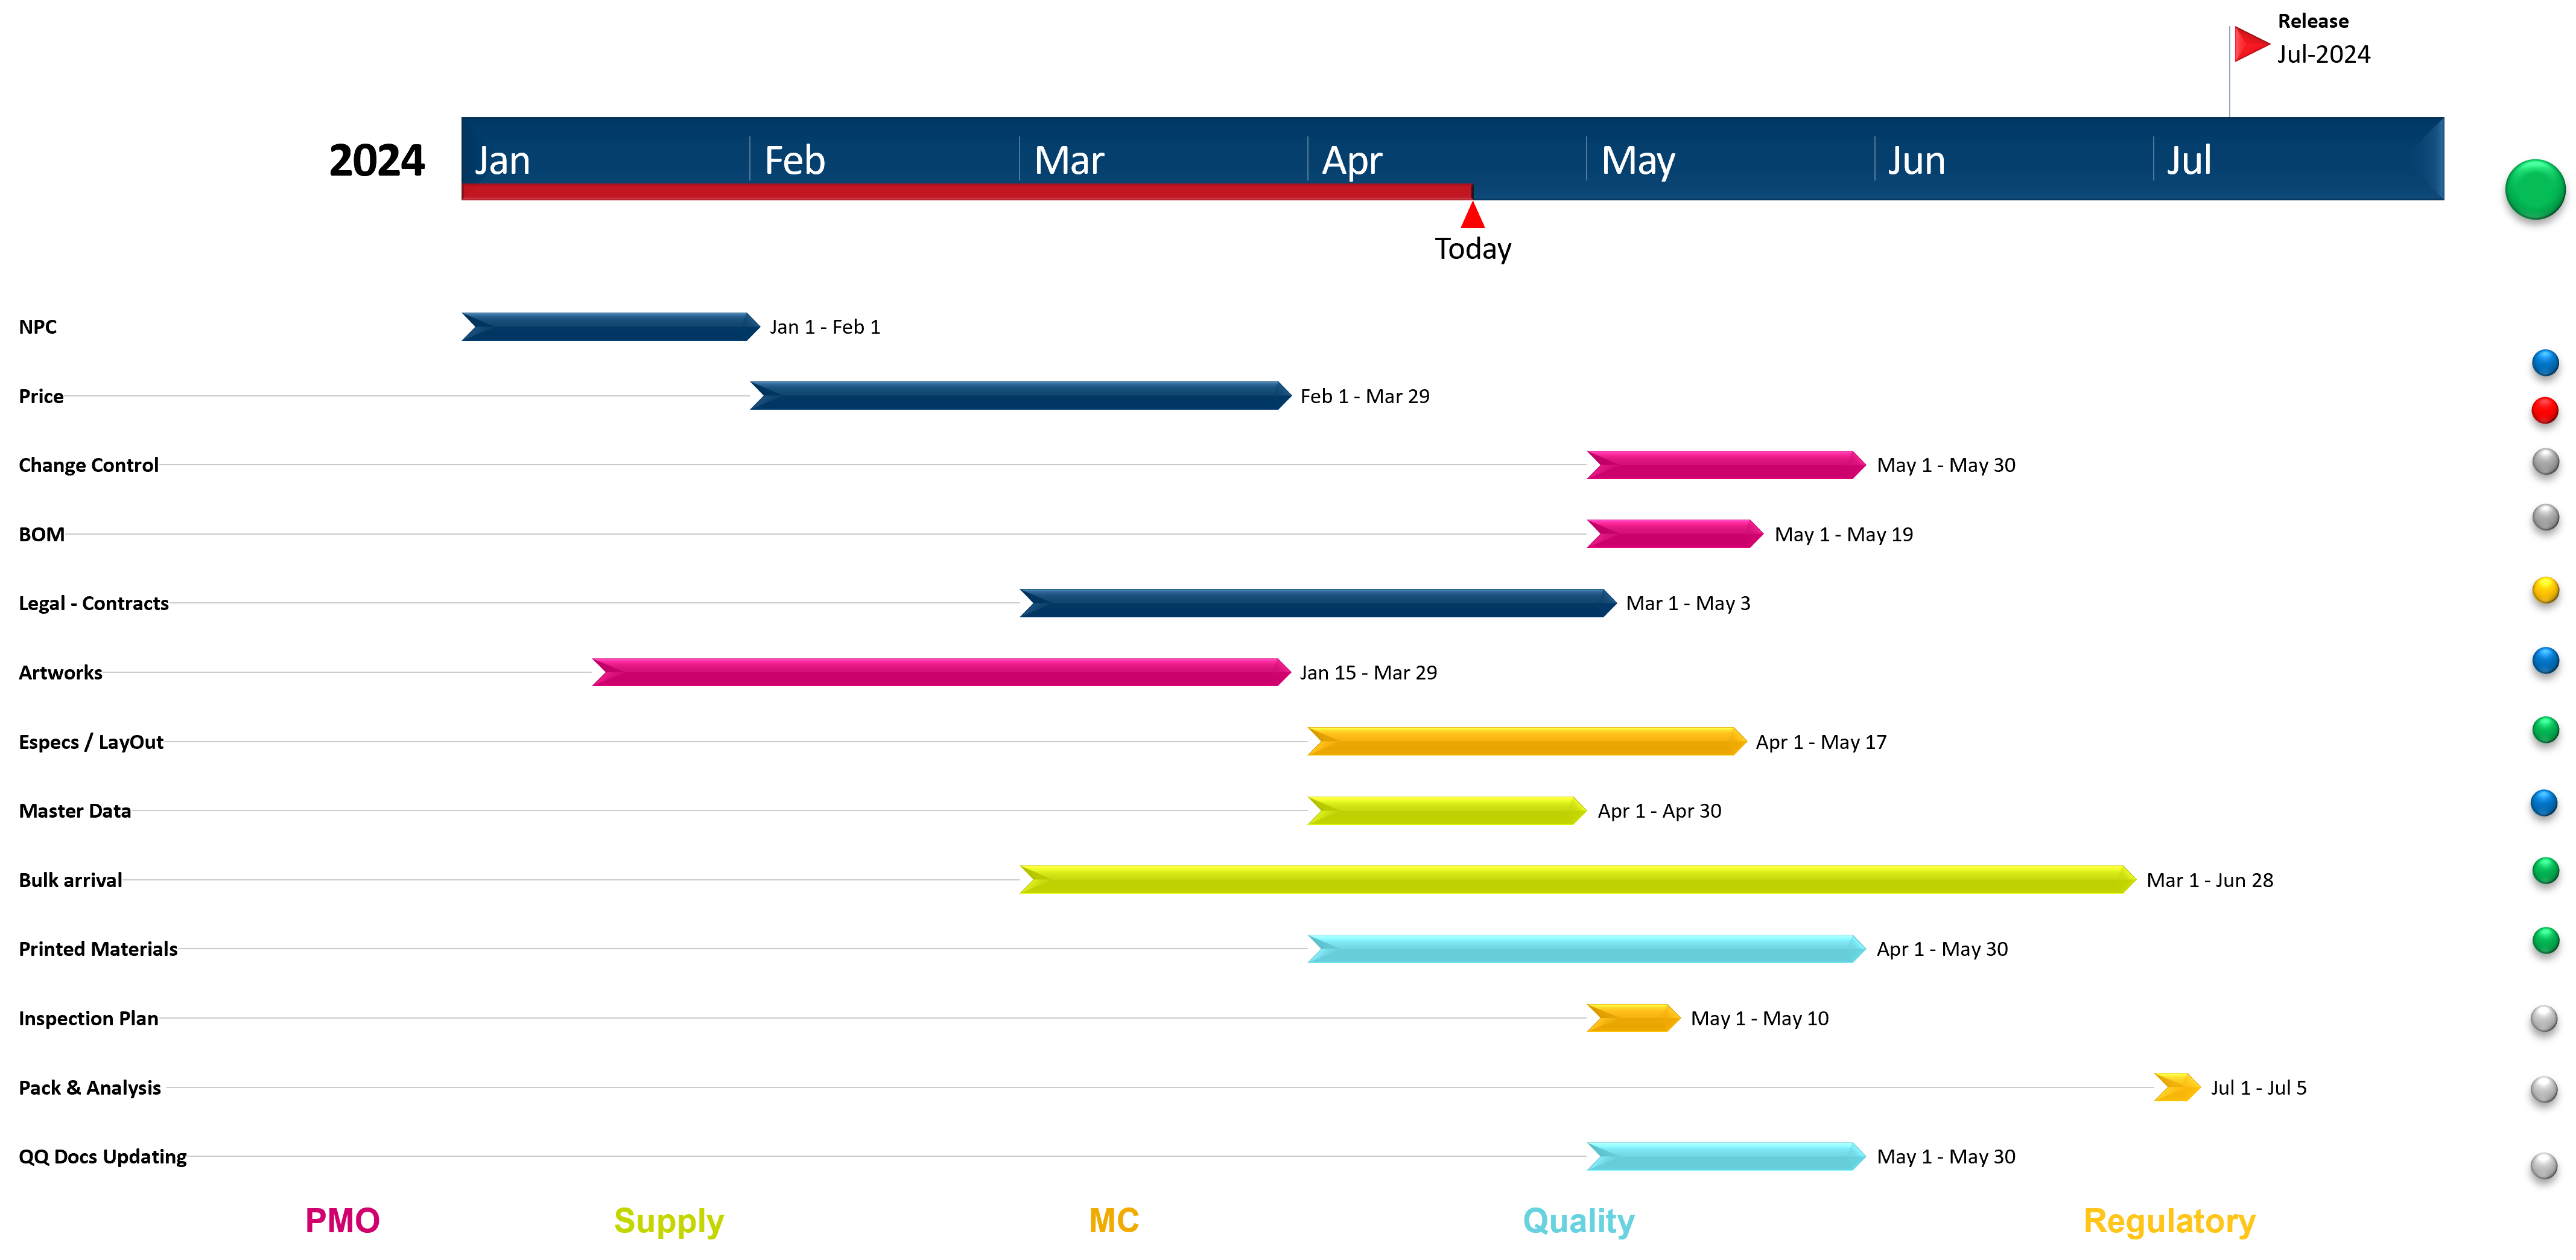 Release
Jul-2024
2024 Jan Feb Mar Apr May Jun Jul
Today
NPC Jan 1 - Feb 1
Price Feb 1 - Mar 29
Change Control May 1 - May 30
BOM May 1 - May 19
Legal - Contracts Mar 1 - May 3
Artworks Jan 15 - Mar 29
Especs / LayOut Apr 1 - May 17
Master Data Apr 1 - Apr 30
Bulk arrival Mar 1 - Jun 28
Printed Materials Apr 1 - May 30
Inspection Plan May 1 - May 10
Pack & Analysis Jul 1 - Jul 5
QQ Docs Updating May 1 - May 30
PMO Supply MC Quality Regulatory